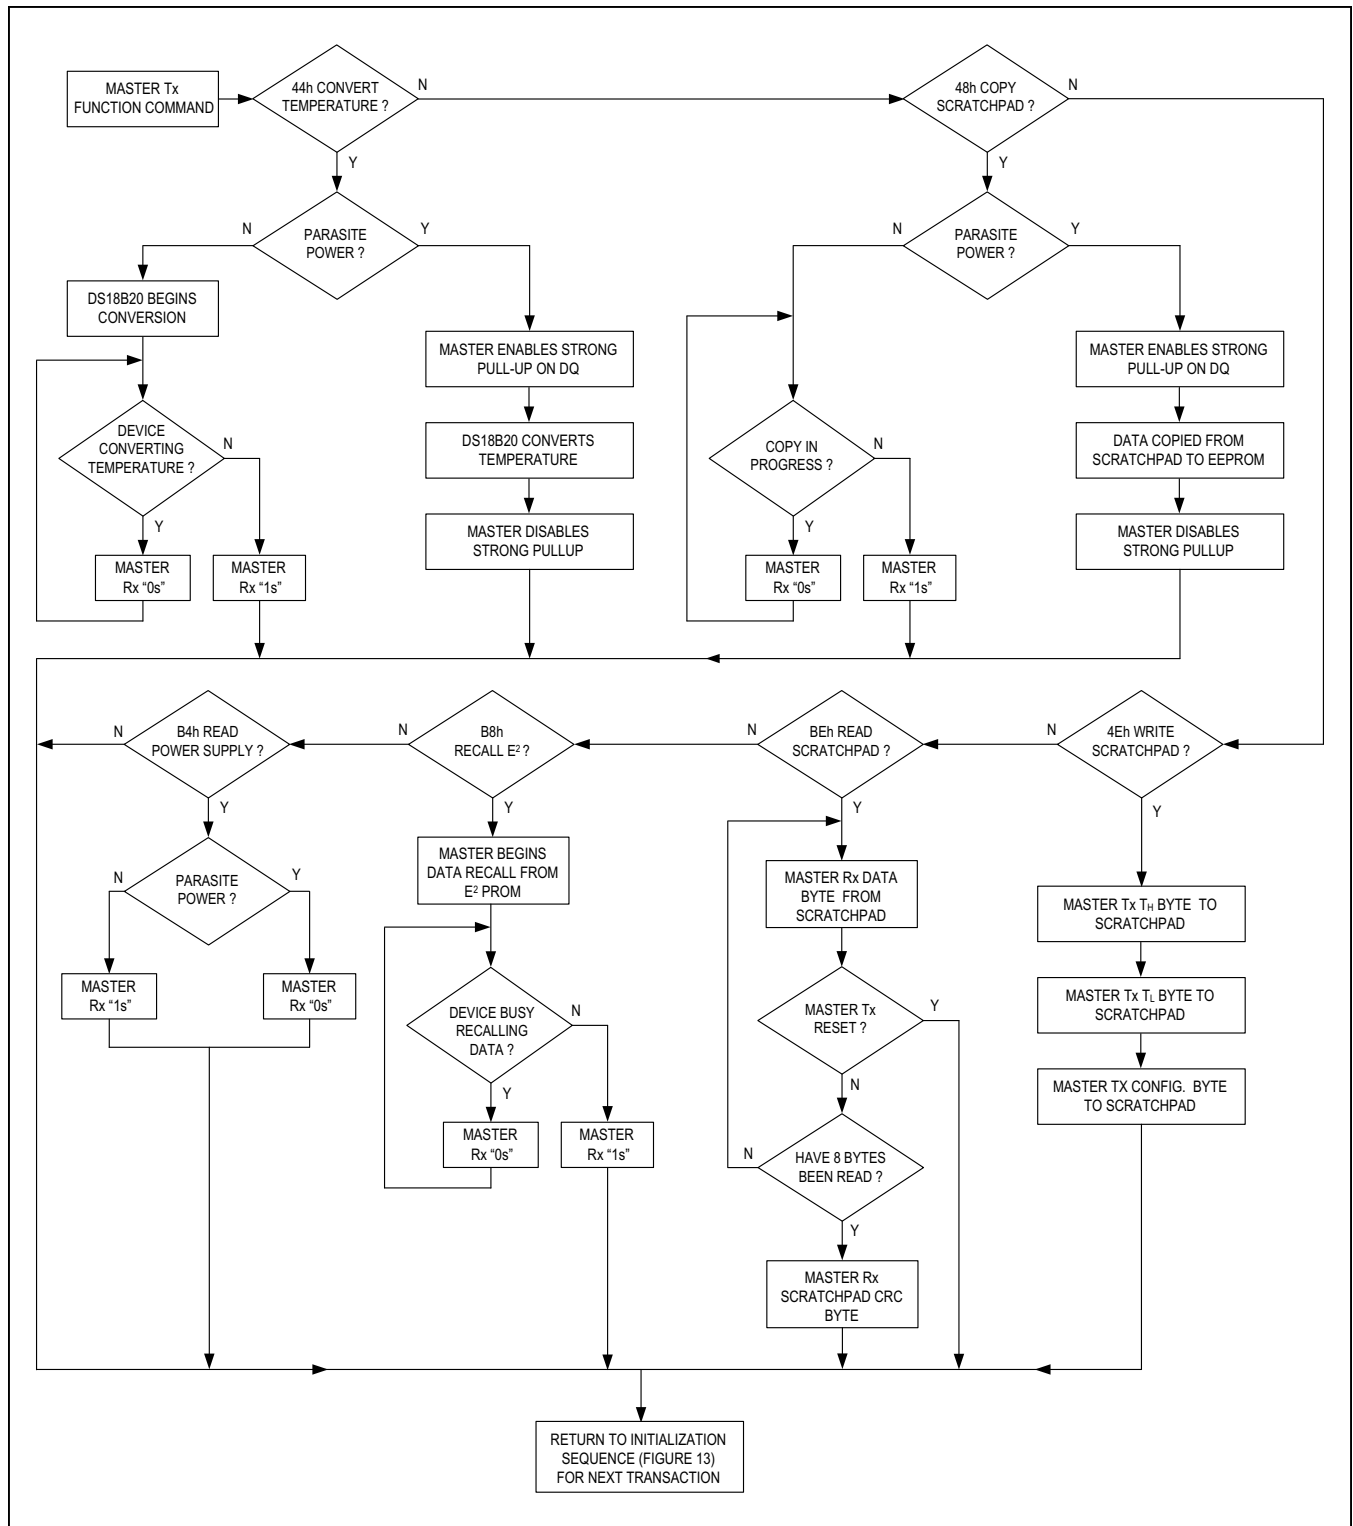 MASTER Tx
FUNCTION COMMAND
44h CONVERT
TEMPERATURE ?
N
Y
48h COPY
SCRATCHPAD ?
N
Y
PARASITE
POWER ?
N
Y
DS18B20 BEGINS
CONVERSION
DEVICE
CONVERTING
TEMPERATURE ?
N
Y
MASTER
Rx “0s”
MASTER
Rx “1s”
MASTER ENABLES STRONG
PULL-UP ON DQ
DS18B20 CONVERTS
TEMPERATURE
MASTER DISABLES
STRONG PULLUP
PARASITE
POWER ?
N
Y
COPY IN
PROGRESS ?
N
Y
MASTER
Rx “0s”
MASTER
Rx “1s”
MASTER ENABLES STRONG
PULL-UP ON DQ
DATA COPIED FROM
SCRATCHPAD TO EEPROM
MASTER DISABLES
STRONG PULLUP
B4h READ
POWER SUPPLY ?
N
Y
PARASITE
POWER ?
N
Y
MASTER
Rx “1s”
MASTER
Rx “0s”
B8h
RECALL E² ?
N
Y
MASTER BEGINS
DATA RECALL FROM
E² PROM
DEVICE BUSY
RECALLING
DATA ?
N
Y
MASTER
Rx “0s”
MASTER
Rx “1s”
BEh READ
SCRATCHPAD ?
N
Y
MASTER Rx DATA
BYTE FROM
SCRATCHPAD
MASTER Tx
RESET ?
Y
N
HAVE 8 BYTES
BEEN READ ?
N
Y
MASTER Rx
SCRATCHPAD CRC
BYTE
4Eh WRITE
SCRATCHPAD ?
N
Y
MASTER Tx TH BYTE TO
SCRATCHPAD
MASTER Tx TL BYTE TO
SCRATCHPAD
MASTER TX CONFIG. BYTE
TO SCRATCHPAD
RETURN TO INITIALIZATION
SEQUENCE (FIGURE 13)
FOR NEXT TRANSACTION